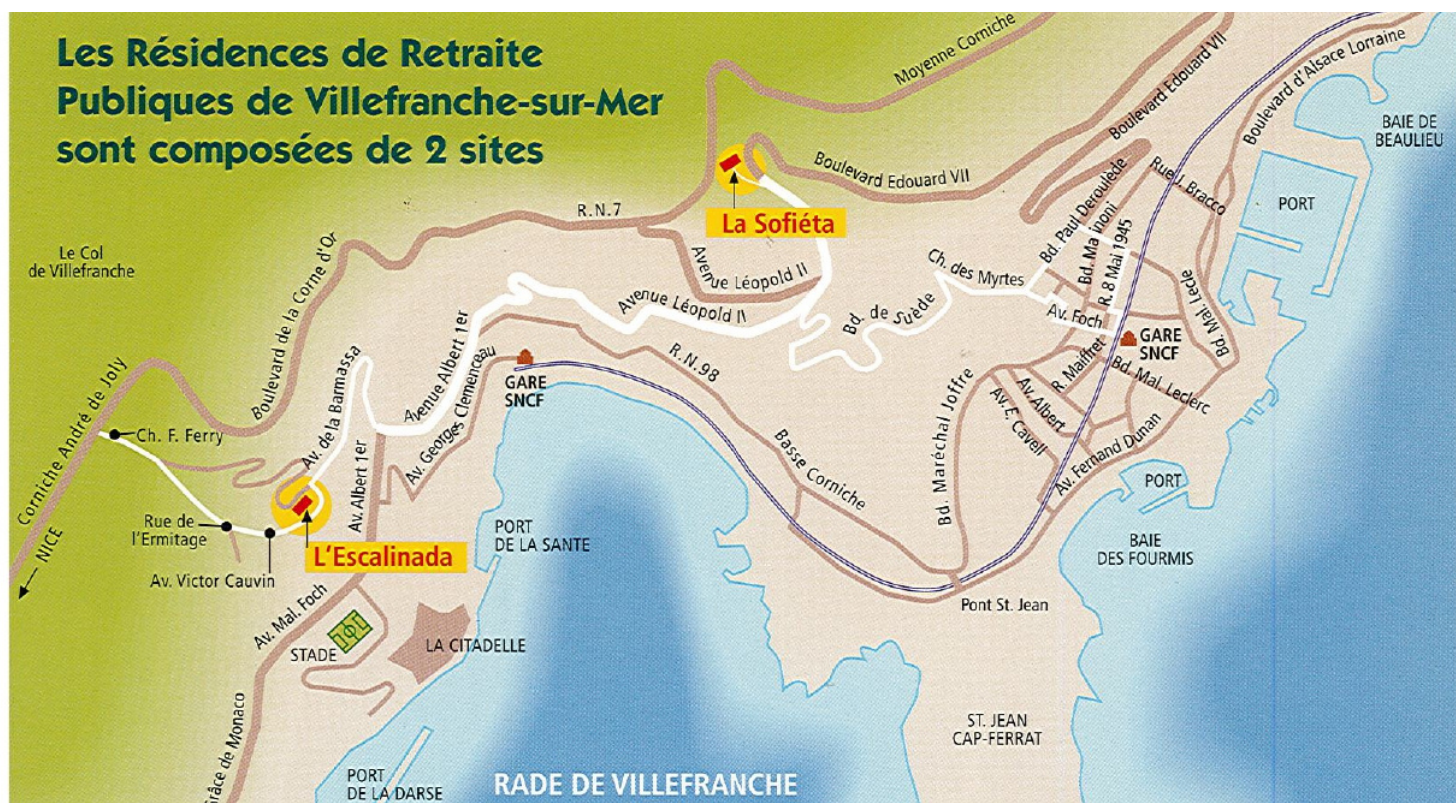 Les Résidences de Retraite
Publiques de Villefranche-sur-Mer
sont composées de 2 sites
Moyenne Corniche
Boulevard Edouard VII
Boulevard d'Alsace Lorraine
BAIE DE
BEAULIEU
Boulevard Edouard VII
La Sofiéta
R.N.7
Rue J. Bracco
PORT
Bd. Paul Deroulède
Bd. Marinoni
R. 8 Mai 1945
Le Col
de Villefranche
Boulevard de la Corne d'Or
Avenue Léopold II
Avenue Léopold II
Ch. des Myrtes
Bd. de Suède
Av. Foch
Bd. Mal. Lecle
GARE
SNCF
Avenue Albert 1er
R.N.98
R. Maiffret
Bd. Mal. Leclerc
Av. de la Barmassa
Av. Georges Clemenceau
GARE
SNCF
Corniche André de Joly
Ch. F. Ferry
Bd. Maréchal Joffre
Av. Albert
Av. E. Cavell
Basse Corniche
Av. Fernand Dunan
Av. Albert 1er
NICE
Rue de
l'Ermitage
Av. Victor Cauvin
L'Escalinada
PORT
DE LA SANTE
PORT
BAIE
DES FOURMIS
Pont St. Jean
Av. Mal. Foch
STADE
LA CITADELLE
Grâce de Monaco
ST. JEAN
CAP-FERRAT
PORT
DE LA DARSE
RADE DE VILLEFRANCHE